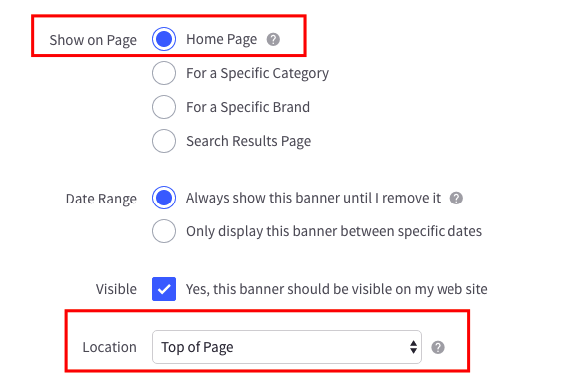 Show on Page Home Page ?
For a Specific Category
For a Specific Brand
Search Results Page
Date Range Always show this banner until I remove it ?
Only display this banner between specific dates
Visible Yes, this banner should be visible on my web site
Location Top of Page ?